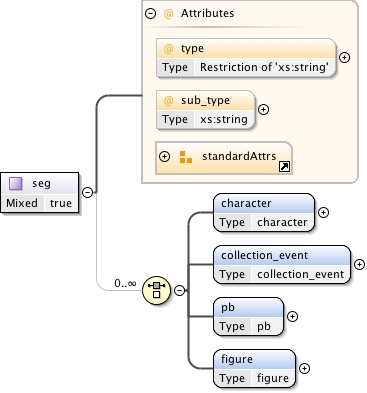 @ Attributes
@ type
Type Restriction of 'xs:string'
@ sub_type
Type xs:string
standardAttrs
seg
Mixed true
0..∞
character
Type character
collection_event
Type collection_event
pb
Type pb
figure
Type figure